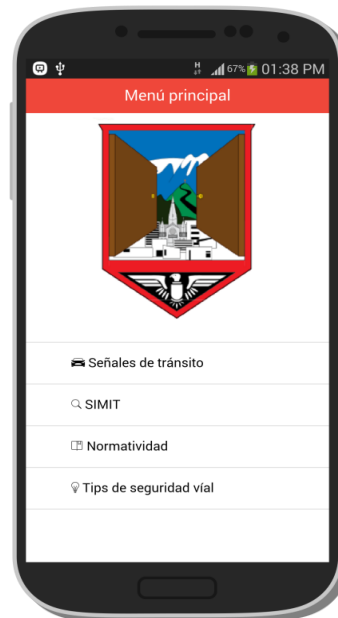 H 67% 01:38 PM
Menú principal
Señales de tránsito
SIMIT
Normatividad
Tips de seguridad víal